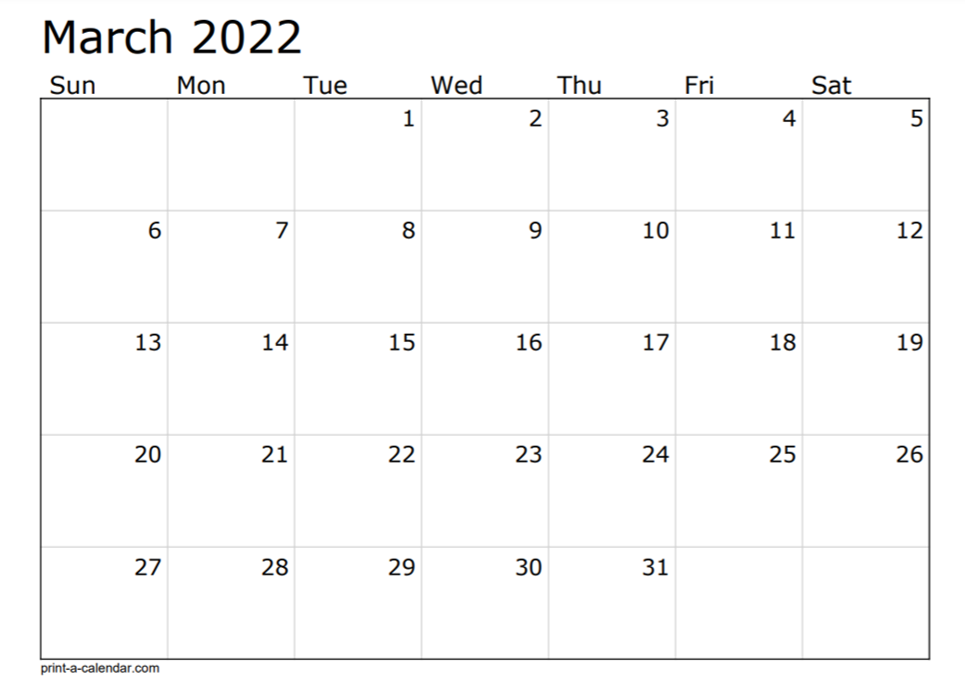 March 2022
Sun Mon Tue Wed Thu Fri Sat
1 2 3 4 5
6 7 8 9 10 11 12
13 14 15 16 17 18 19
20 21 22 23 24 25 26
27 28 29 30 31
print-a-calendar.com